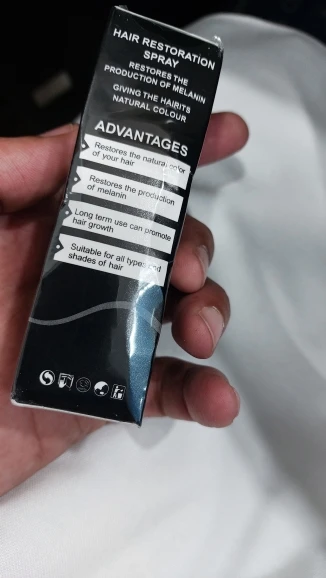 HAIR RESTORATION
SPRAY
RESTORES THE
PRODUCTION OF MELANIN
GIVING THE HAIRITS
NATURAL COLOUR
ADVANTAGES
Restores the natural color
of your hair
Restores the production
of melanin
Long term use can promote
hair growth
Suitable for all types and
shades of hair